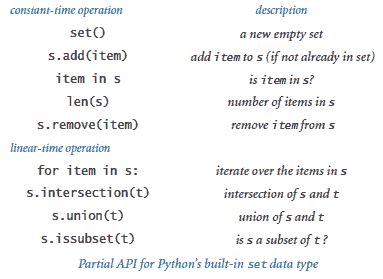 constant-time operation description
set() a new empty set
s.add(item) add item to s (if not already in set)
item in s is item in s?
len(s) number of items in s
s.remove(item) remove item from s
linear-time operation
for item in s: iterate over the items in s
s.intersection(t) intersection of s and t
s.union(t) union of s and t
s.issubset(t) is s a subset of t?
Partial API for Python's built-in set data type